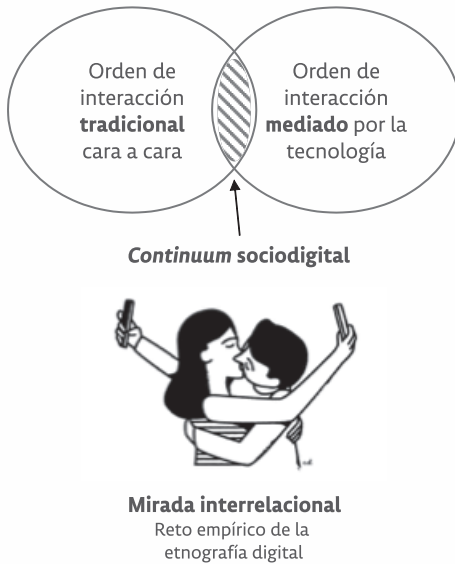 Orden de
interacción
tradicional
cara a cara
Orden de
interacción
mediado por la
tecnología
Continuum sociodigital
Mirada interrelacional
Reto empírico de la
etnografía digital